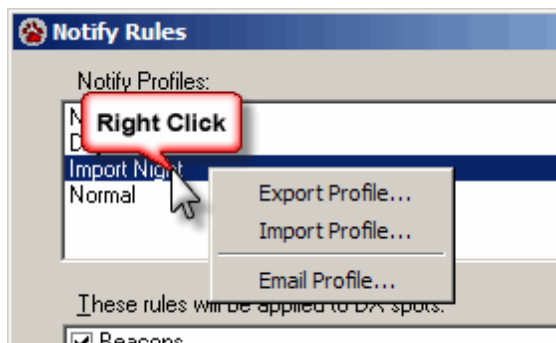 Notify Rules
Notify Profiles:
Right Click
Import Night
Normal
Export Profile...
Import Profile...
Email Profile...
These rules will be applied to DX spots:
Beacons